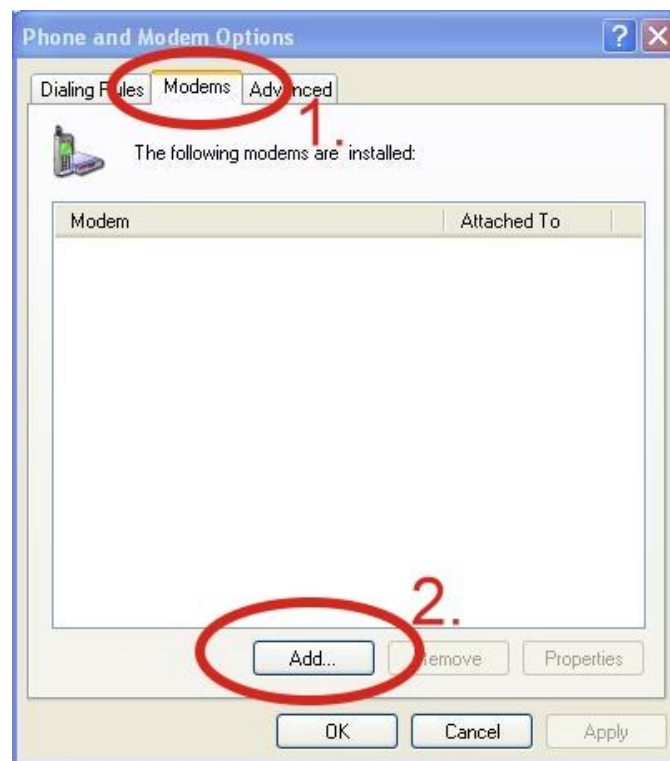 Phone and Modem Options
Dialing Rules Modems Advanced
1.
The following modems are installed:
Modem Attached To
2.
Add... Remove Properties
OK Cancel Apply